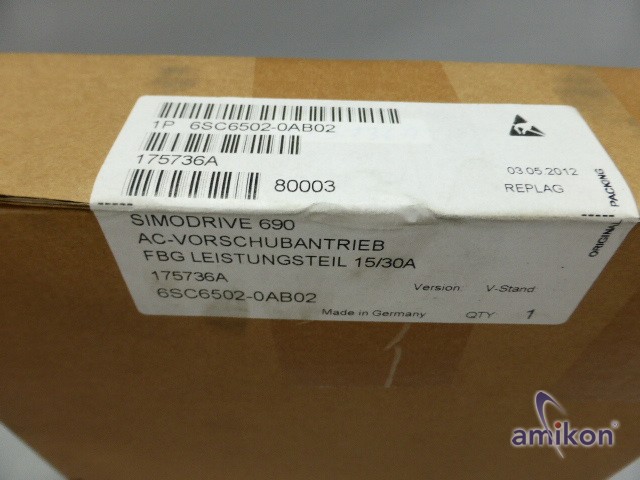 1P 6SC6502-0AB02
175736A
80003
03.05.2012
REPLAG
ORIGINAL PACKING
SIMODRIVE 690
AC-VORSCHUBANTRIEB
FBG LEISTUNGSTEIL 15/30A
175736A
6SC6502-0AB02
Version: V-Stand
Made in Germany QTY: 1
amikon